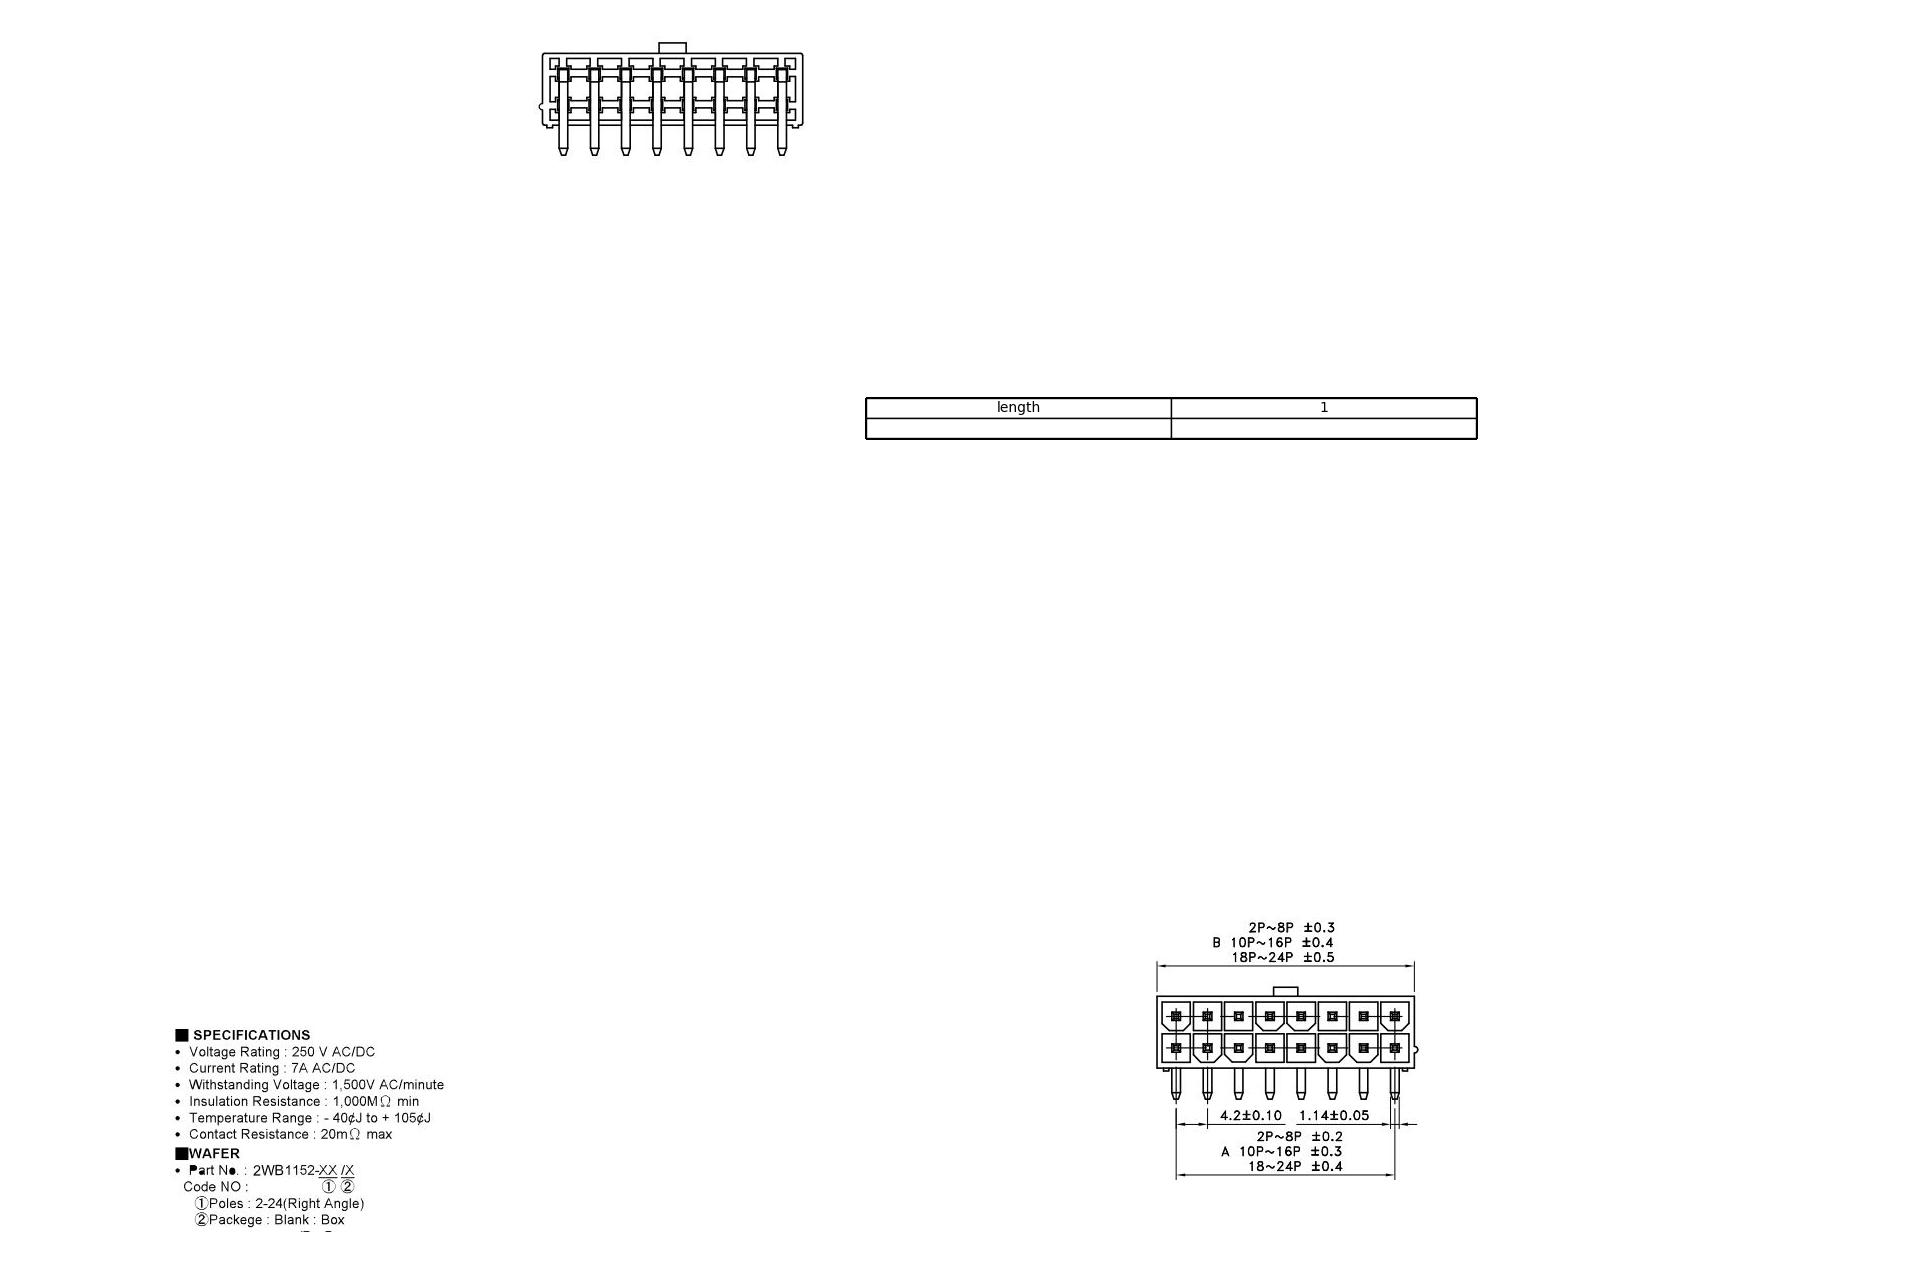 length 1
2P~8P ±0.3
B 10P~16P ±0.4
18P~24P ±0.5
4.2±0.10 1.14±0.05
2P~8P ±0.2
A 10P~16P ±0.3
18~24P ±0.4
■ SPECIFICATIONS
• Voltage Rating : 250 V AC/DC
• Current Rating : 7A AC/DC
• Withstanding Voltage : 1,500V AC/minute
• Insulation Resistance : 1,000MΩ min
• Temperature Range : - 40¢J to + 105¢J
• Contact Resistance : 20mΩ max
■WAFER
• Part No. : 2WB1152-XX /X
Code NO : ① ②
①Poles : 2-24(Right Angle)
②Packege : Blank : Box